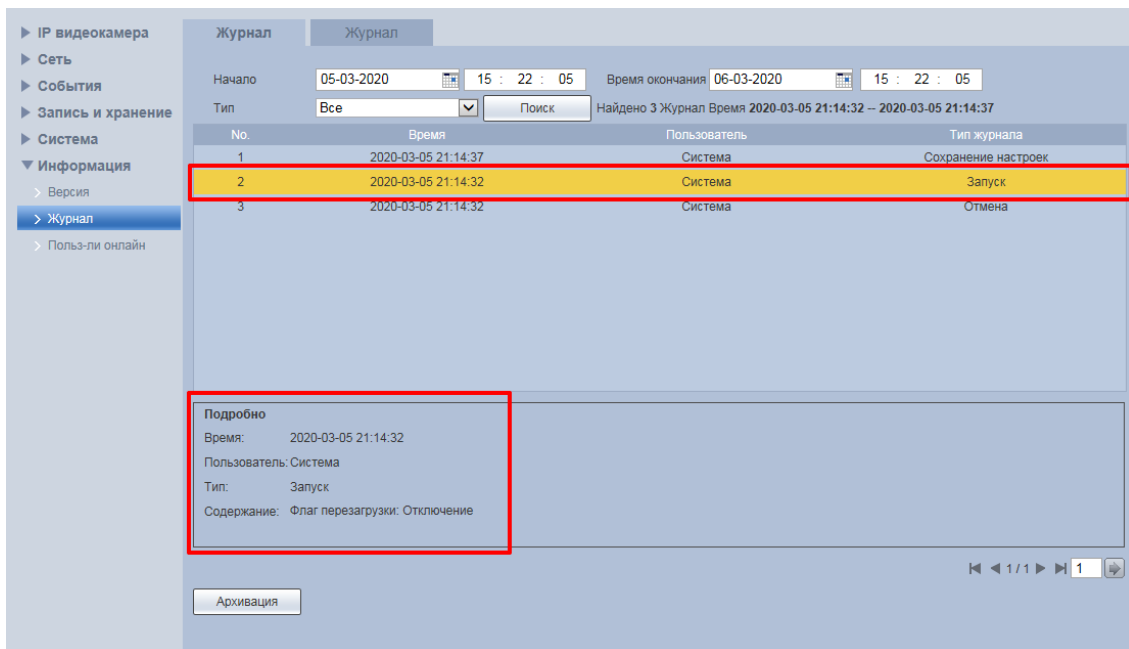 IP видеокамера
Сеть
События
Запись и хранение
Система
Информация
Версия
Журнал
Польз-ли онлайн
Журнал Журнал
Начало 05-03-2020 15 : 22 : 05 Время окончания 06-03-2020 15 : 22 : 05
Тип Все Поиск Найдено 3 Журнал Время 2020-03-05 21:14:32 -- 2020-03-05 21:14:37
No. Время Пользователь Тип журнала
1 2020-03-05 21:14:37 Система Сохранение настроек
2 2020-03-05 21:14:32 Система Запуск
3 2020-03-05 21:14:32 Система Отмена
Подробно
Время: 2020-03-05 21:14:32
Пользователь: Система
Тип: Запуск
Содержание: Флаг перезагрузки: Отключение
1 / 1 1
Архивация